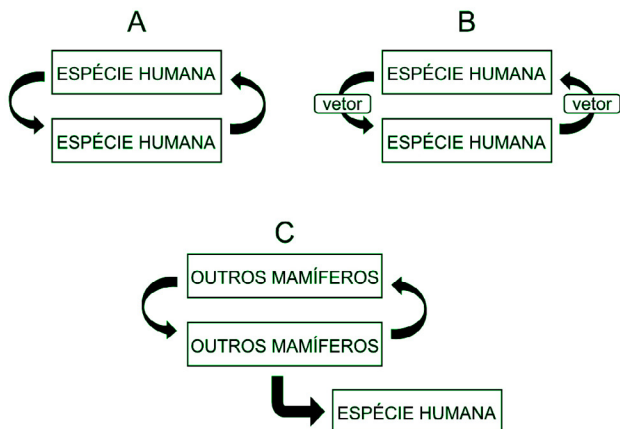 A
ESPÉCIE HUMANA
ESPÉCIE HUMANA
B
ESPÉCIE HUMANA
vetor
vetor
ESPÉCIE HUMANA
C
OUTROS MAMÍFEROS
OUTROS MAMÍFEROS
ESPÉCIE HUMANA